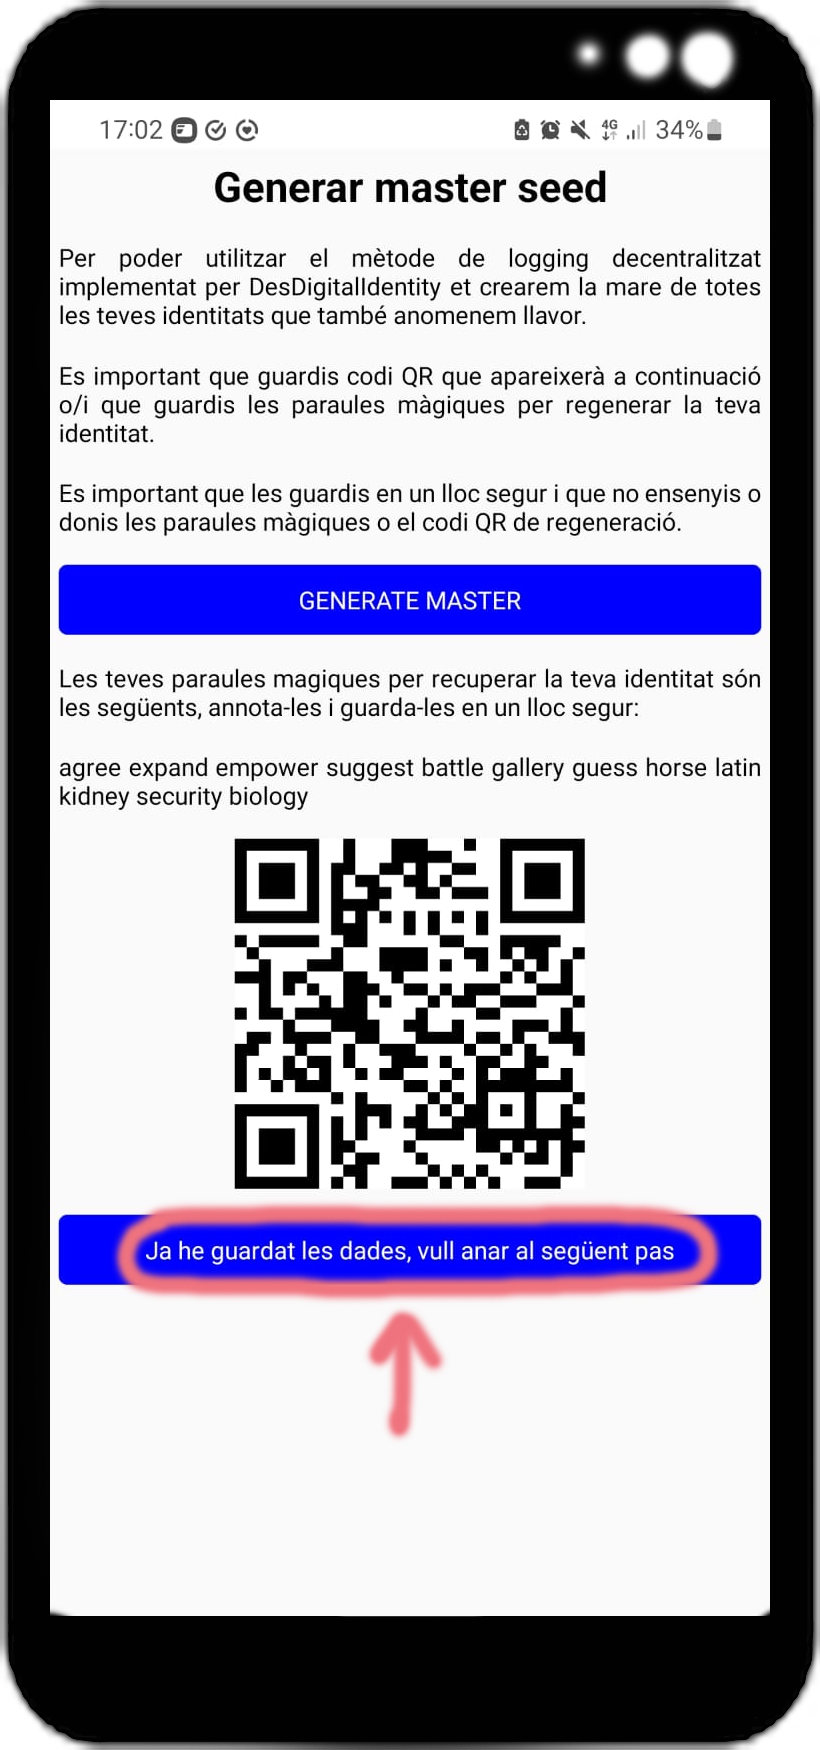 17:02 4G 34%
Generar master seed
Per poder utilitzar el mètode de logging decentralitzat
implementat per DesDigitalIdentity et crearem la mare de totes
les teves identitats que també anomenem llavor.
Es important que guardis codi QR que apareixerà a continuació
o/i que guardis les paraules màgiques per regenerar la teva
identitat.
Es important que les guardis en un lloc segur i que no ensenyis o
donis les paraules màgiques o el codi QR de regeneració.
GENERATE MASTER
Les teves paraules magiques per recuperar la teva identitat són
les següents, annota-les i guarda-les en un lloc segur:
agree expand empower suggest battle gallery guess horse latin
kidney security biology
Ja he guardat les dades, vull anar al següent pas